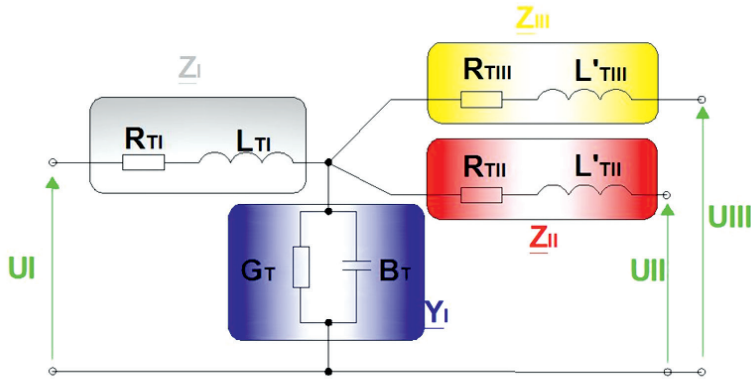 ZIII
ZI
RTIII L'TIII
RTI LTI
RTII L'TII
ZII
UI
GT BT
YI
UII
UIII